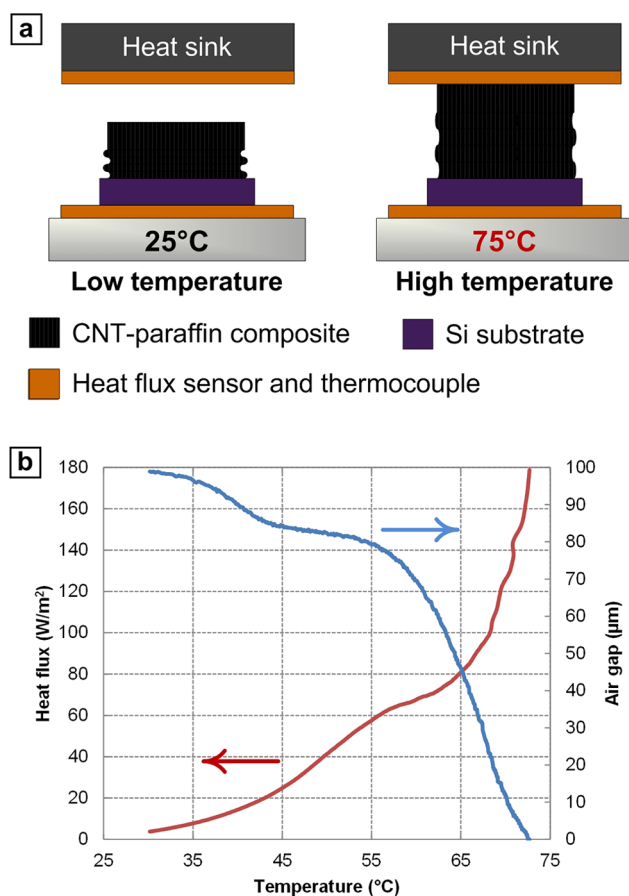 a
Heat sink
Heat sink
25°C
75°C
Low temperature
High temperature
CNT-paraffin composite
Si substrate
Heat flux sensor and thermocouple
b
180
160
140
120
100
80
60
40
20
0
Heat flux (W/m²)
100
90
80
70
60
50
40
30
20
10
0
Air gap (µm)
25
35
45
55
65
75
Temperature (°C)